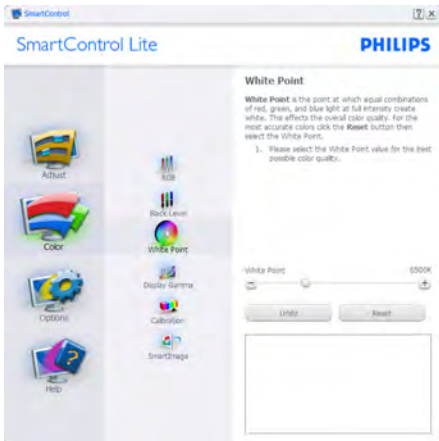 SmartControl
SmartControl Lite
PHILIPS
Adjust
Color
Options
Help
RGB
Black Level
White Point
Display Gamma
Calibration
SmartImage
White Point
White Point is the point at which equal combinations
of red, green, and blue light at full intensity create
white. This effects the overall color quality. For the
most accurate colors click the Reset button then
select the White Point.
1. Please select the White Point value for the best
possible color quality.
White Point 6500K
Undo Reset